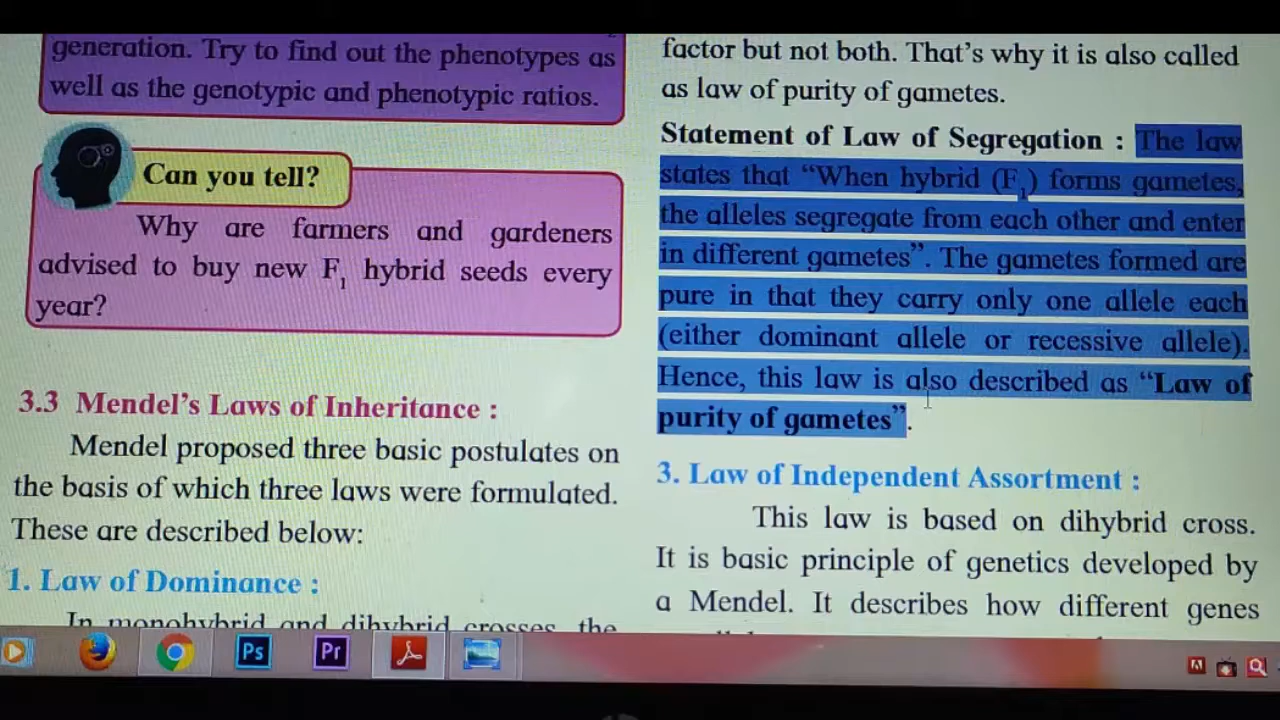 generation. Try to find out the phenotypes as
well as the genotypic and phenotypic ratios.
Can you tell?
Why are farmers and gardeners
advised to buy new F1 hybrid seeds every
year?
3.3 Mendel's Laws of Inheritance :
Mendel proposed three basic postulates on
the basis of which three laws were formulated.
These are described below:
1. Law of Dominance :
In monohybrid and dihybrid crosses, the
factor but not both. That's why it is also called
as law of purity of gametes.
Statement of Law of Segregation : The law
states that “When hybrid (F1) forms gametes,
the alleles segregate from each other and enter
in different gametes”. The gametes formed are
pure in that they carry only one allele each
(either dominant allele or recessive allele).
Hence, this law is also described as “Law of
purity of gametes”.
3. Law of Independent Assortment :
This law is based on dihybrid cross.
It is basic principle of genetics developed by
a Mendel. It describes how different genes
Ps Pr